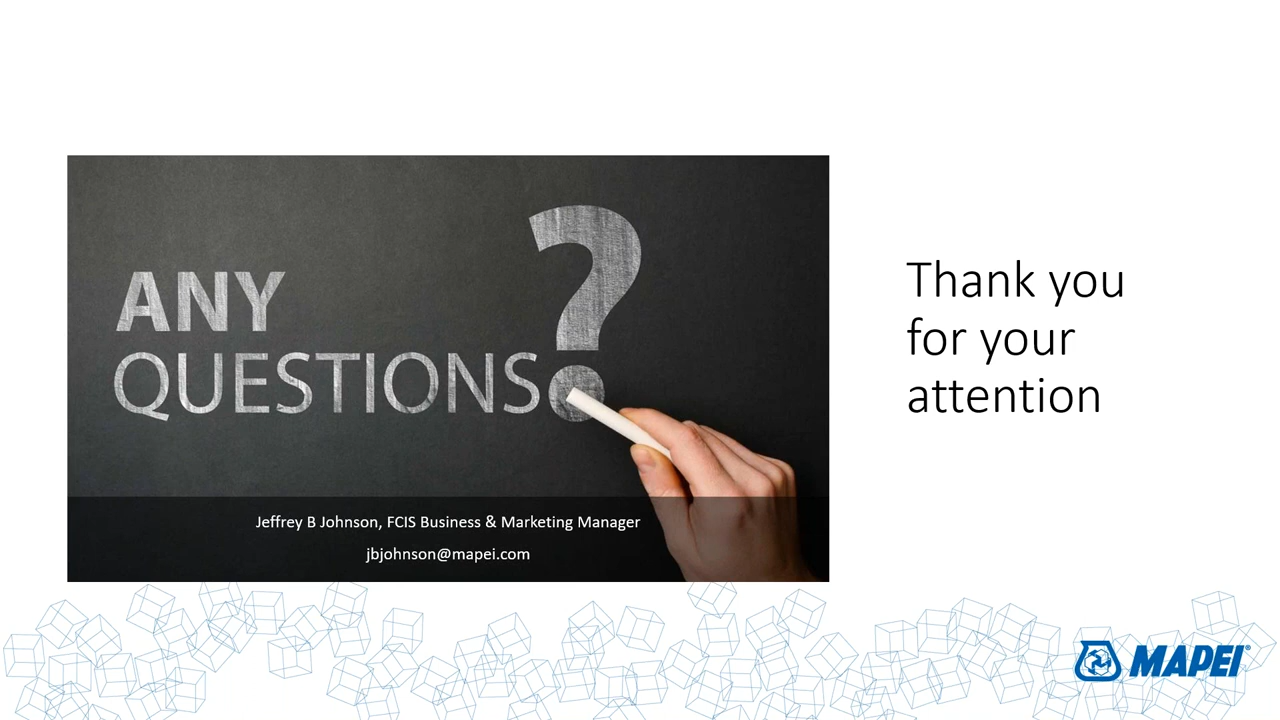 ANY
QUESTIONS?
Jeffrey B Johnson, FCIS Business & Marketing Manager
jbjohnson@mapei.com
Thank you
for your
attention
MAPEI®